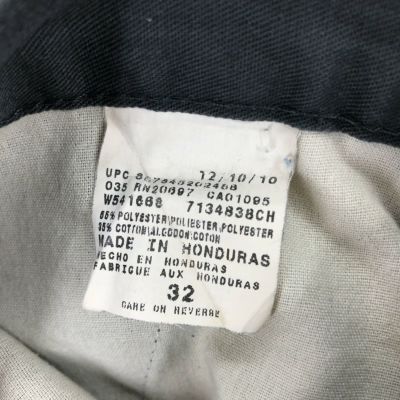 12/10/10
UPC
035 RN20697 CA01095
W541668 7134838CH
65% POLYESTER\POLIESTER\POLYESTER
35% COTTON\ALGODON\COTON
MADE IN HONDURAS
HECHO EN HONDURAS
FABRIQUE AUX HONDURAS
32
CARE ON REVERSE